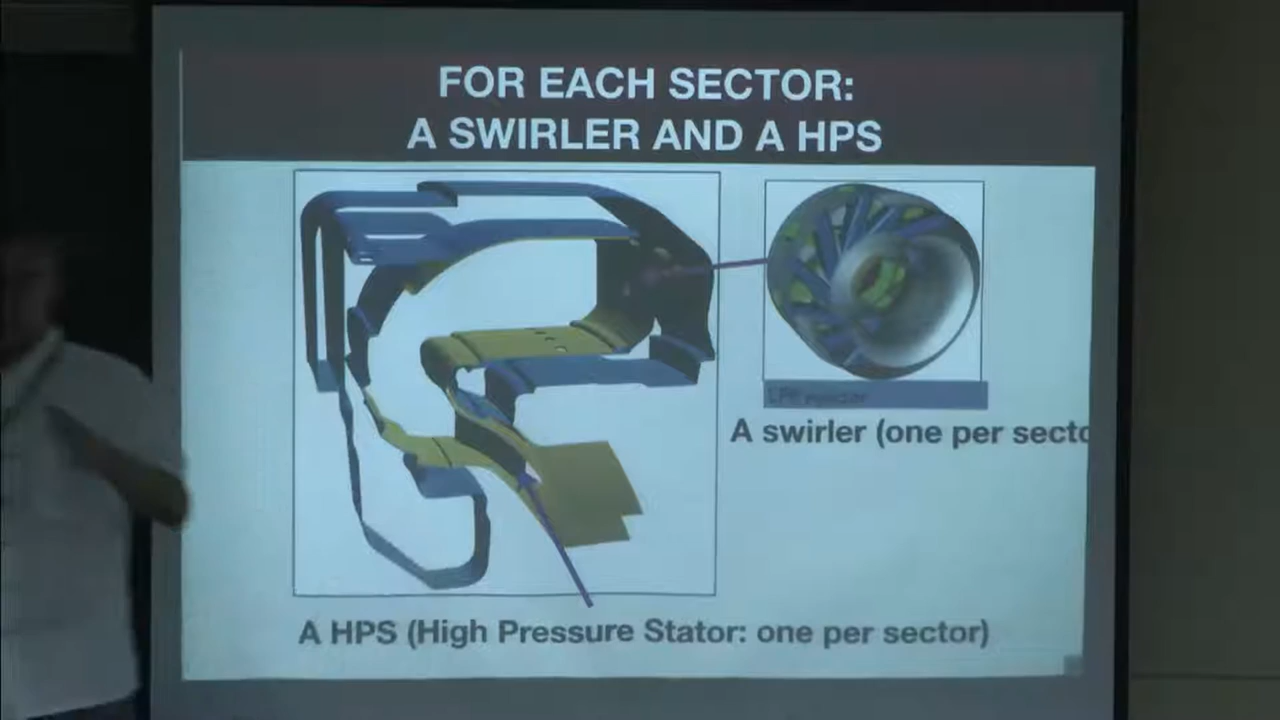 FOR EACH SECTOR:
A SWIRLER AND A HPS
A swirler (one per secto
A HPS (High Pressure Stator: one per sector)